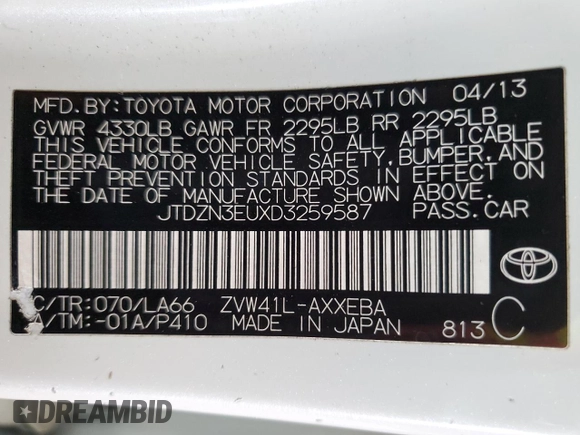 MFD.BY:TOYOTA MOTOR CORPORATION 04/13
GVWR 4330LB GAWR FR 2295LB RR 2295LB
THIS VEHICLE CONFORMS TO ALL APPLICABLE
FEDERAL MOTOR VEHICLE SAFETY,BUMPER,AND
THEFT PREVENTION STANDARDS IN EFFECT ON
THE DATE OF MANUFACTURE SHOWN ABOVE.
JTDZN3EUXD3259587 PASS.CAR
C/TR:070/LA66 ZVW41L-AXXEBA
A/TM:-01A/P410 MADE IN JAPAN 813 C
TOYOTA
DREAMBID